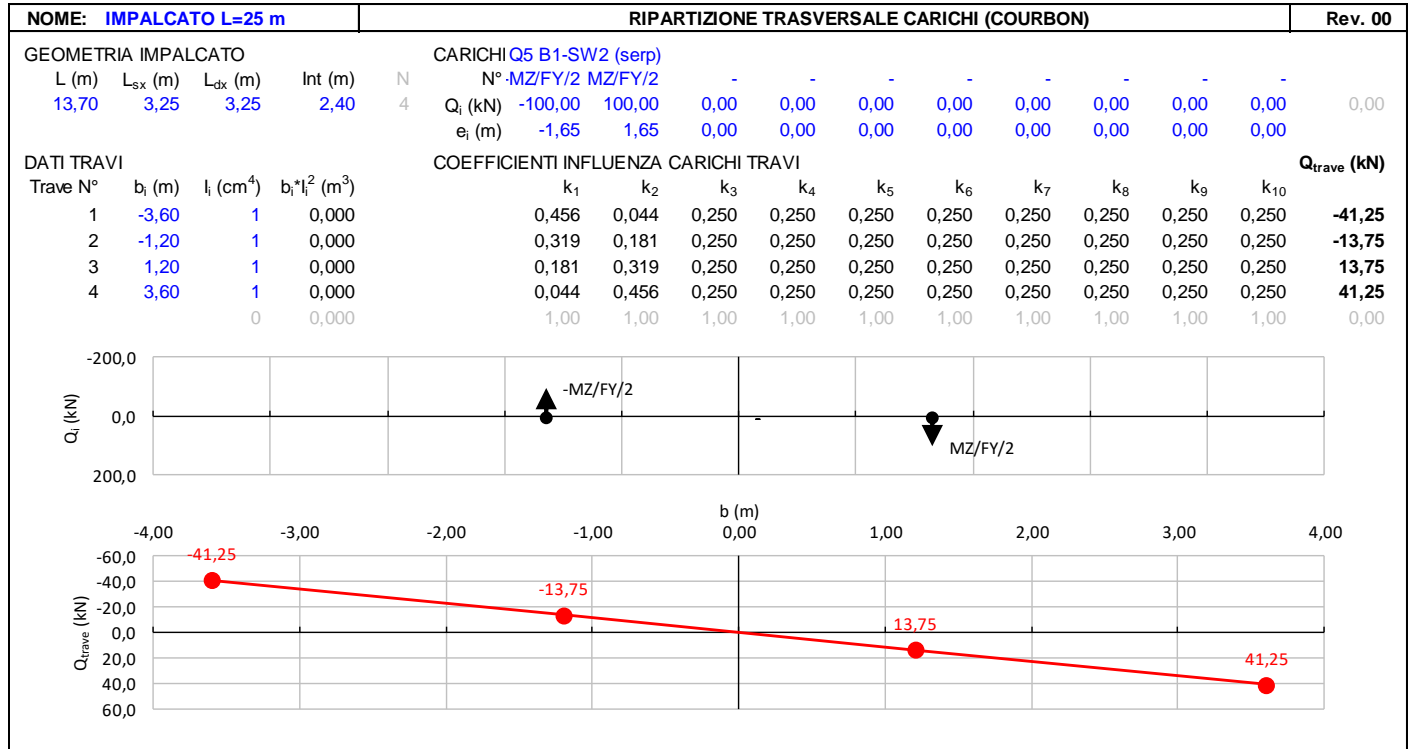 NOME: IMPALCATO L=25 m RIPARTIZIONE TRASVERSALE CARICHI (COURBON) Rev. 00
GEOMETRIA IMPALCATO CARICHI Q5 B1-SW2 (serp)
L (m) Lsx (m) Ldx (m) Int (m) N N° -MZ/FY/2 MZ/FY/2 - - - - - - - -
13,70 3,25 3,25 2,40 4 Qi (kN) -100,00 100,00 0,00 0,00 0,00 0,00 0,00 0,00 0,00 0,00 0,00
ei (m) -1,65 1,65 0,00 0,00 0,00 0,00 0,00 0,00 0,00 0,00
DATI TRAVI COEFFICIENTI INFLUENZA CARICHI TRAVI Qtrave (kN)
Trave N° bi (m) Ii (cm⁴) bi*Ii² (m³) k1 k2 k3 k4 k5 k6 k7 k8 k9 k10
1 -3,60 1 0,000 0,456 0,044 0,250 0,250 0,250 0,250 0,250 0,250 0,250 0,250 -41,25
2 -1,20 1 0,000 0,319 0,181 0,250 0,250 0,250 0,250 0,250 0,250 0,250 0,250 -13,75
3 1,20 1 0,000 0,181 0,319 0,250 0,250 0,250 0,250 0,250 0,250 0,250 0,250 13,75
4 3,60 1 0,000 0,044 0,456 0,250 0,250 0,250 0,250 0,250 0,250 0,250 0,250 41,25
0 0,000 1,00 1,00 1,00 1,00 1,00 1,00 1,00 1,00 1,00 1,00 0,00
-200,0
-MZ/FY/2
0,0 -
Qi (kN)
MZ/FY/2
200,0
b (m)
-4,00 -3,00 -2,00 -1,00 0,00 1,00 2,00 3,00 4,00
-60,0
-41,25
-40,0
-13,75
-20,0
13,75
0,0
Qtrave (kN)
20,0
41,25
40,0
60,0